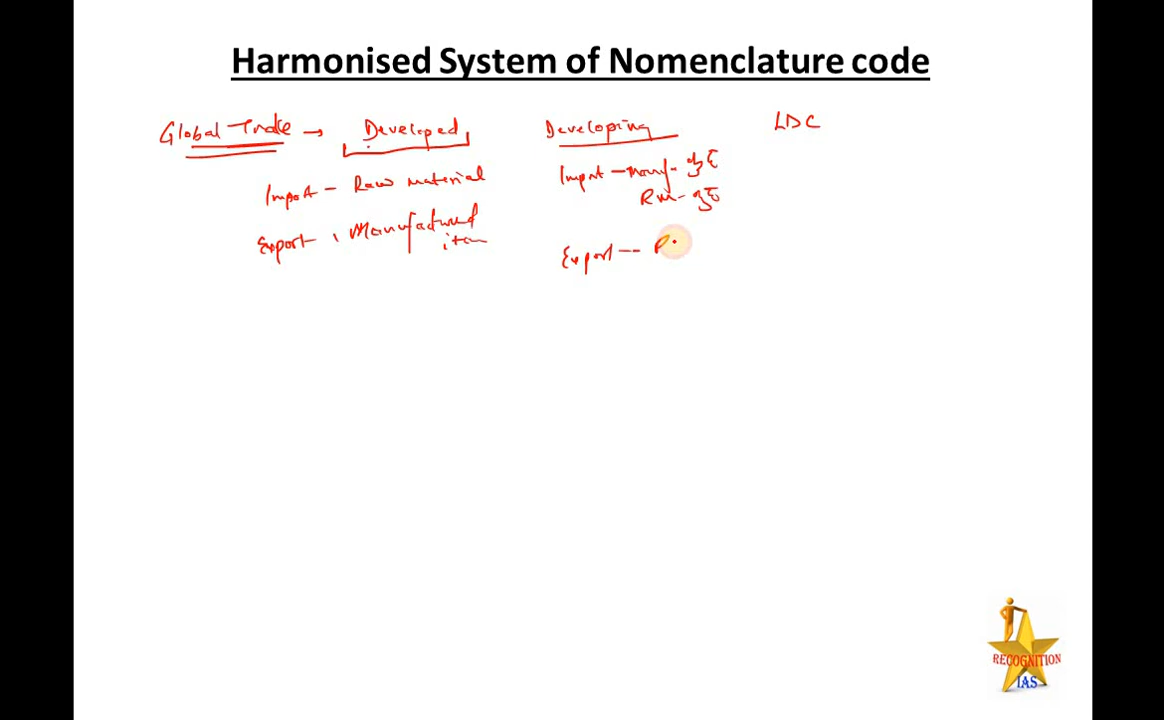 Harmonised System of Nomenclature code
Global Trade → Developed Developing LDC
Import - Raw material
Export , Manufactured
item
Import - Manf-
RM-
Export -- R
RECOGNITION
IAS